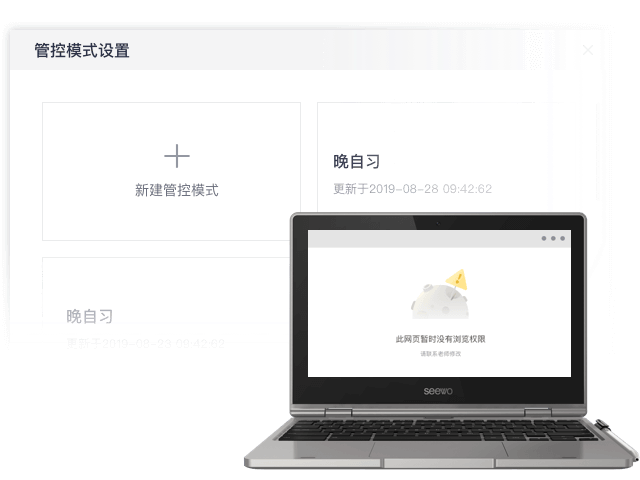 管控模式设置
新建管控模式
晚自习
更新于2019-08-28 09:42:62
晚自习
更新于2019-08-28 09:42:62
此网页暂时没有浏览权限
请联系老师修改
seewo